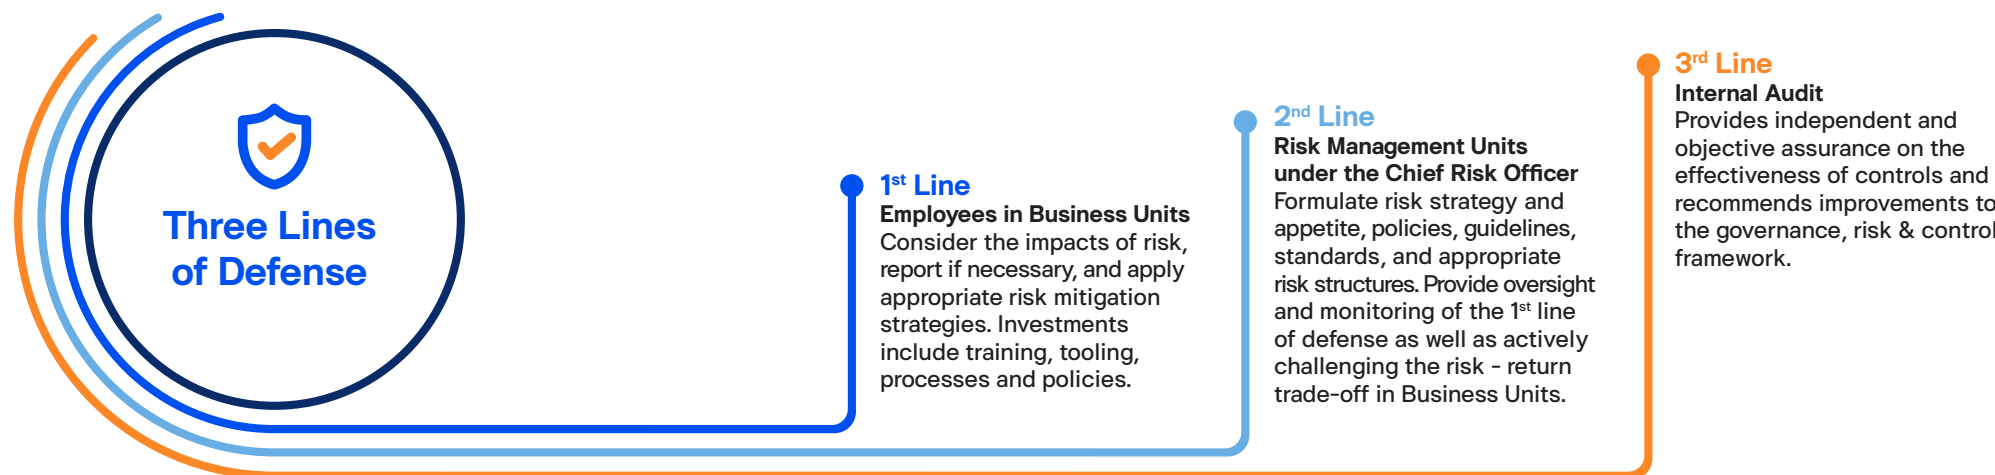 Three Lines
of Defense
1st Line
Employees in Business Units
Consider the impacts of risk,
report if necessary, and apply
appropriate risk mitigation
strategies. Investments
include training, tooling,
processes and policies.
2nd Line
Risk Management Units
under the Chief Risk Officer
Formulate risk strategy and
appetite, policies, guidelines,
standards, and appropriate
risk structures. Provide oversight
and monitoring of the 1st line
of defense as well as actively
challenging the risk - return
trade-off in Business Units.
3rd Line
Internal Audit
Provides independent and
objective assurance on the
effectiveness of controls and
recommends improvements to
the governance, risk & control
framework.